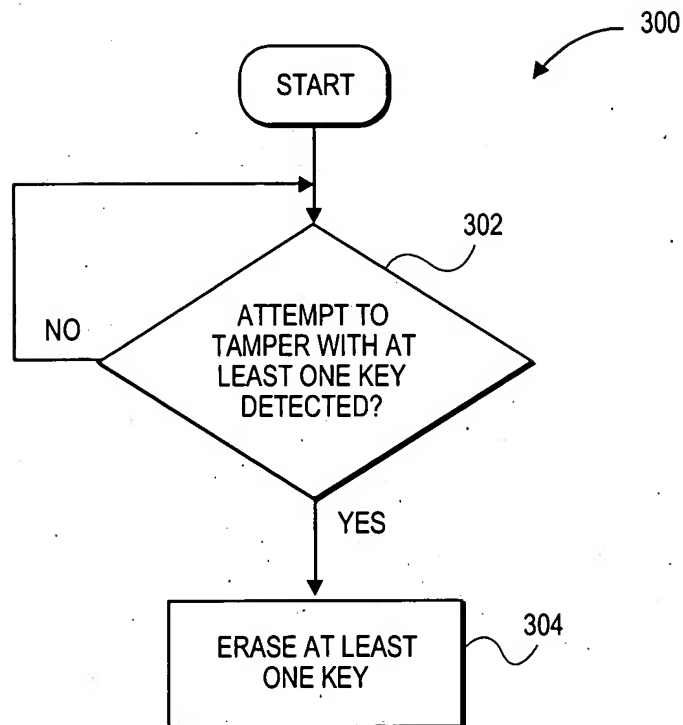 300
START
302
ATTEMPT TO
TAMPER WITH AT
LEAST ONE KEY
DETECTED?
NO
YES
304
ERASE AT LEAST
ONE KEY